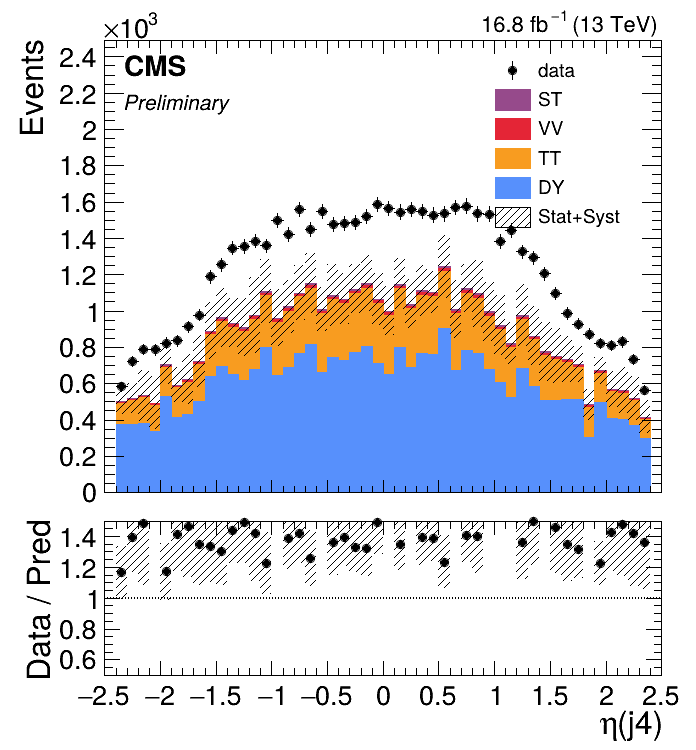 ×10³
16.8 fb⁻¹ (13 TeV)
Events
CMS
Preliminary
data
ST
VV
TT
DY
Stat+Syst
2.4
2.2
2
1.8
1.6
1.4
1.2
1
0.8
0.6
0.4
0.2
0
Data / Pred
1.4
1.2
1
0.8
0.6
−2.5 −2 −1.5 −1 −0.5 0 0.5 1 1.5 2 2.5
η(j4)